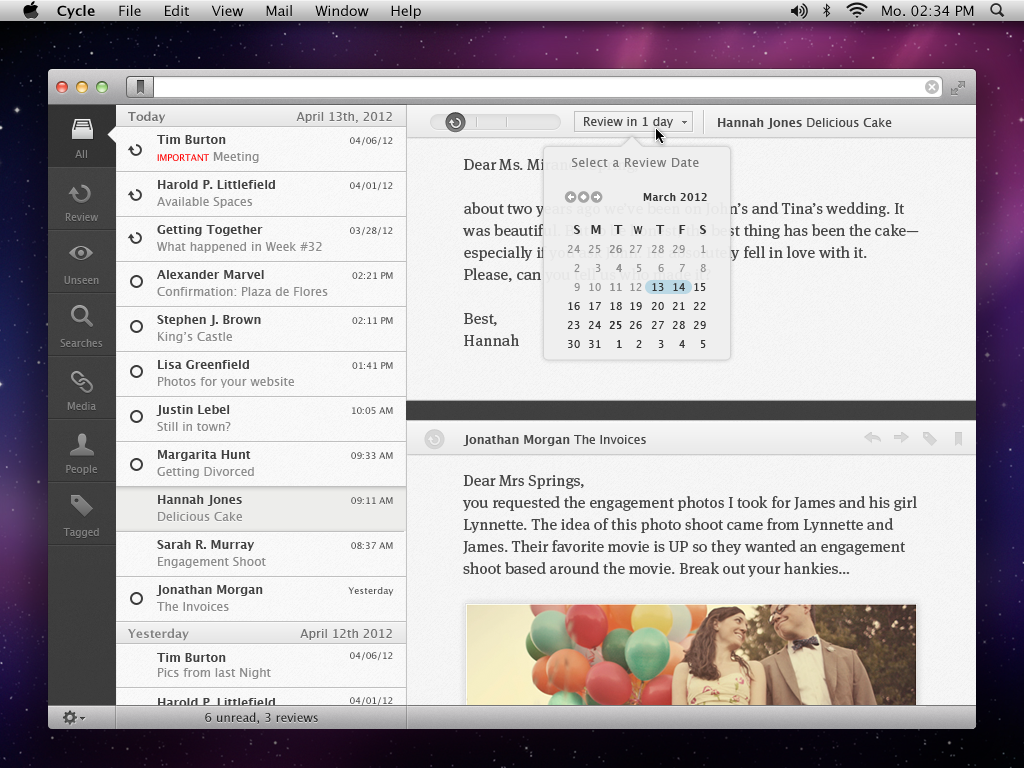 Cycle File Edit View Mail Window Help Mo. 02:34 PM
All
Review
Unseen
Searches
Media
People
Tagged
Today April 13th, 2012
Tim Burton 04/06/12
IMPORTANT Meeting
Harold P. Littlefield 04/01/12
Available Spaces
Getting Together 03/28/12
What happened in Week #32
Alexander Marvel 02:21 PM
Confirmation: Plaza de Flores
Stephen J. Brown 02:11 PM
King's Castle
Lisa Greenfield 01:41 PM
Photos for your website
Justin Lebel 10:05 AM
Still in town?
Margarita Hunt 09:33 AM
Getting Divorced
Hannah Jones 09:11 AM
Delicious Cake
Sarah R. Murray 08:37 AM
Engagement Shoot
Jonathan Morgan Yesterday
The Invoices
Yesterday April 12th 2012
Tim Burton 04/06/12
Pics from last Night
Harold P. Littlefield 04/01/12
6 unread, 3 reviews
Review in 1 day Hannah Jones Delicious Cake
Select a Review Date
March 2012
S M T W T F S
24 25 26 27 28 29 1
2 3 4 5 6 7 8
9 10 11 12 13 14 15
16 17 18 19 20 21 22
23 24 25 26 27 28 29
30 31 1 2 3 4 5
Dear Ms.
about two years ago we've been on John's and Tina's wedding. It
was beautiful. best thing has been the cake—
especially if fell in love with it.
Please, can you
Best,
Hannah
Jonathan Morgan The Invoices
Dear Mrs Springs,
you requested the engagement photos I took for James and his girl
Lynnette. The idea of this photo shoot came from Lynnette and
James. Their favorite movie is UP so they wanted an engagement
shoot based around the movie. Break out your hankies...